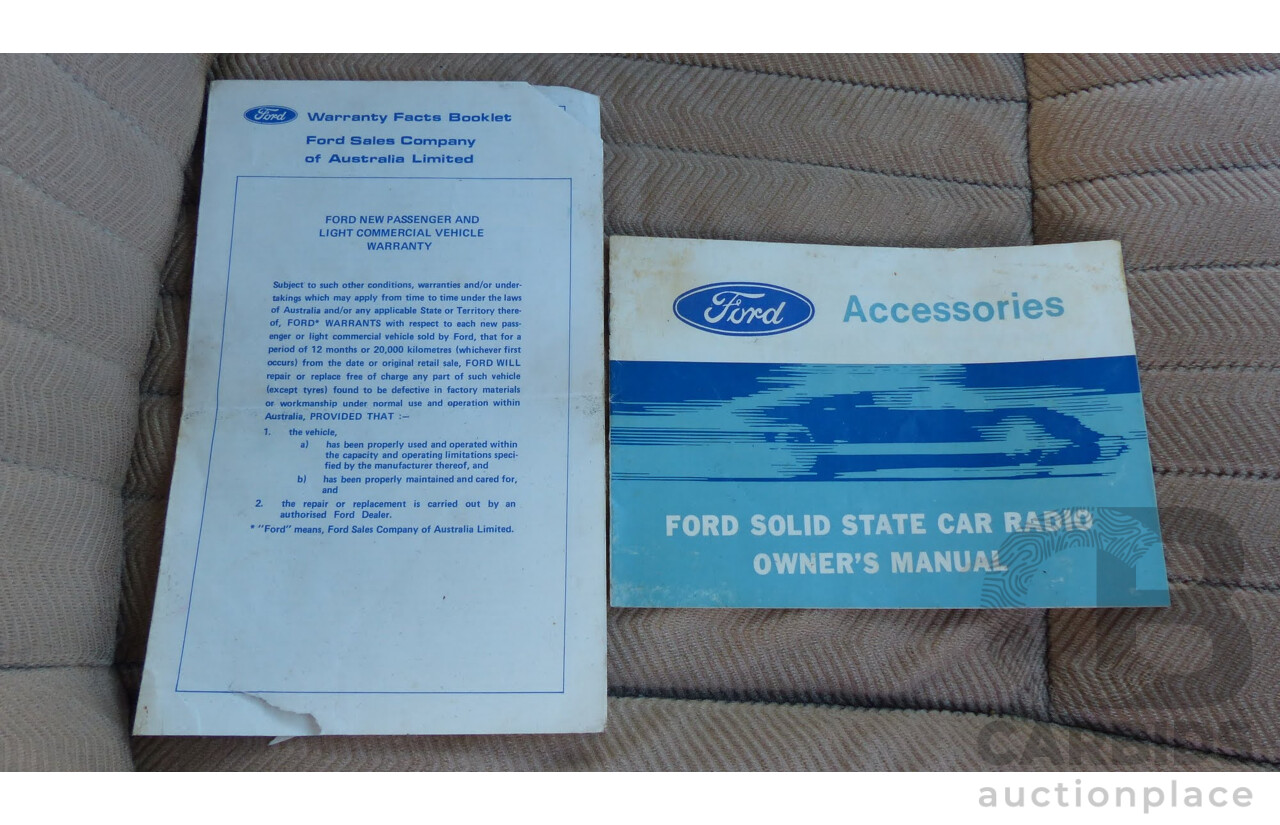 Ford Warranty Facts Booklet
Ford Sales Company
of Australia Limited
FORD NEW PASSENGER AND
LIGHT COMMERCIAL VEHICLE
WARRANTY
Subject to such other conditions, warranties and/or under-
takings which may apply from time to time under the laws
of Australia and/or any applicable State or Territory there-
of, FORD* WARRANTS with respect to each new pass-
enger or light commercial vehicle sold by Ford, that for a
period of 12 months or 20,000 kilometres (whichever first
occurs) from the date or original retail sale, FORD WILL
repair or replace free of charge any part of such vehicle
(except tyres) found to be defective in factory materials
or workmanship under normal use and operation within
Australia, PROVIDED THAT :—
1. the vehicle,
a) has been properly used and operated within
the capacity and operating limitations speci-
fied by the manufacturer thereof, and
b) has been properly maintained and cared for,
and
2. the repair or replacement is carried out by an
authorised Ford Dealer.
* "Ford" means, Ford Sales Company of Australia Limited.
Ford Accessories
FORD SOLID STATE CAR RADIO
OWNER'S MANUAL
auctionplace